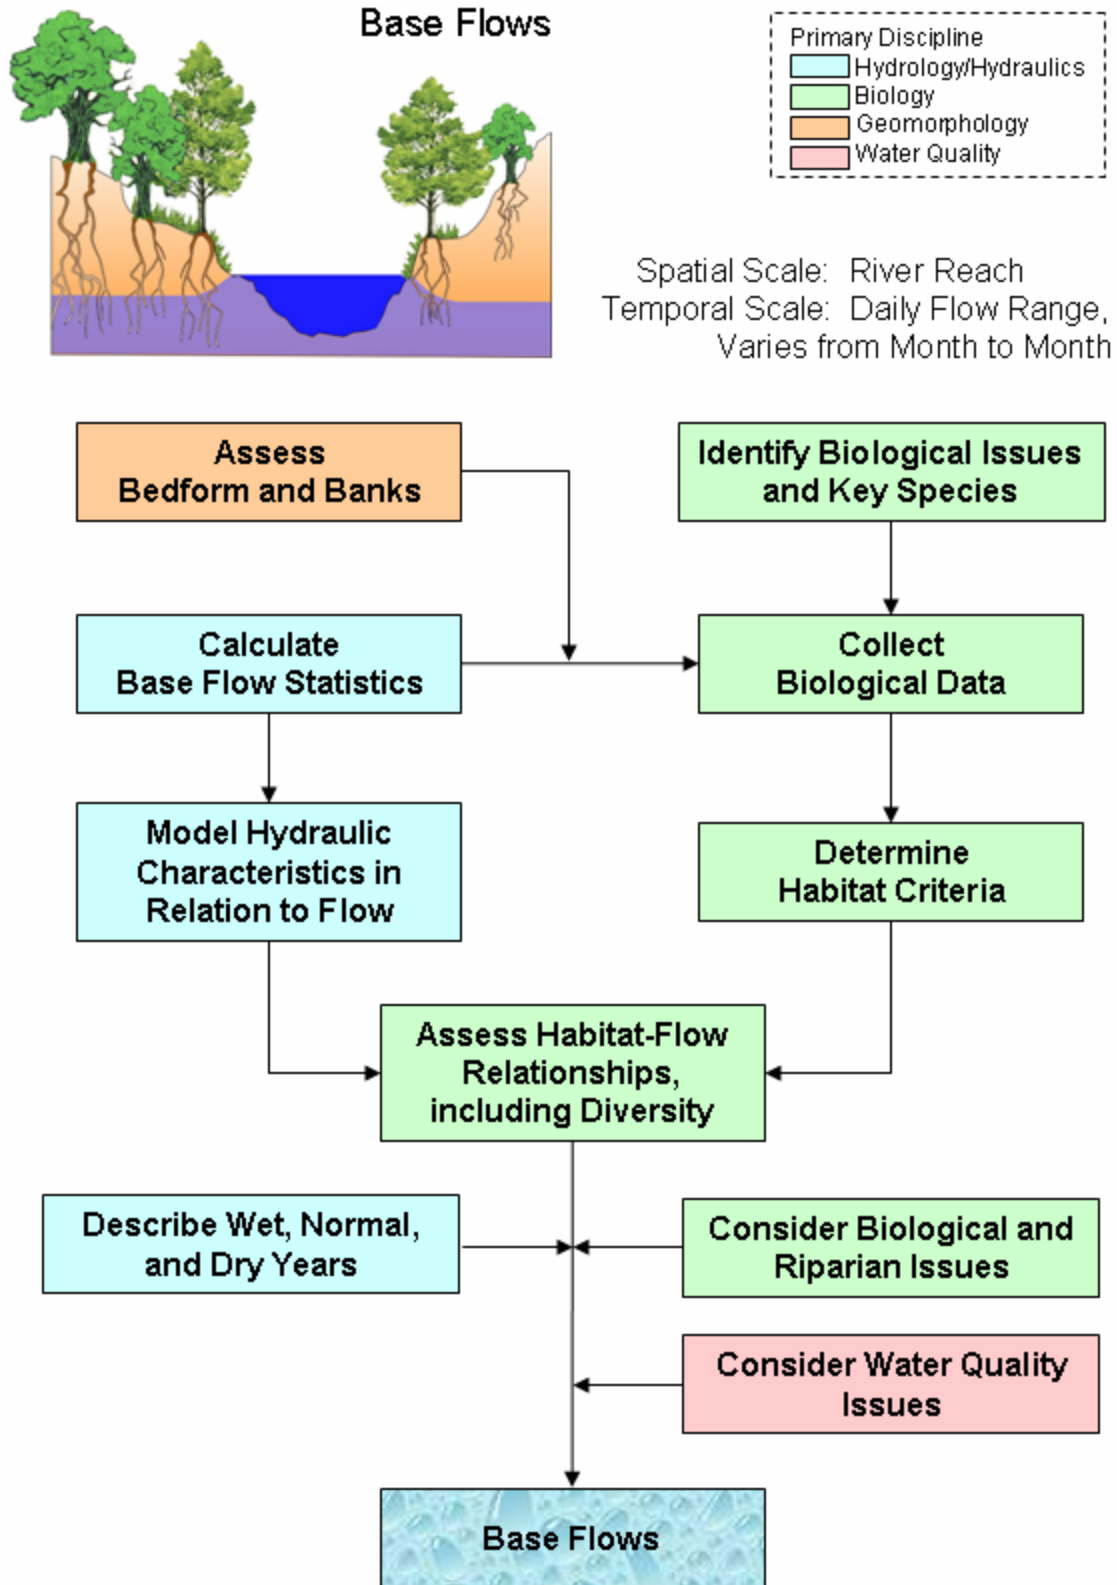 Base Flows
Primary Discipline
Hydrology/Hydraulics
Biology
Geomorphology
Water Quality
Spatial Scale: River Reach
Temporal Scale: Daily Flow Range,
Varies from Month to Month
Assess
Bedform and Banks
Identify Biological Issues
and Key Species
Calculate
Base Flow Statistics
Collect
Biological Data
Model Hydraulic
Characteristics in
Relation to Flow
Determine
Habitat Criteria
Assess Habitat-Flow
Relationships,
including Diversity
Describe Wet, Normal,
and Dry Years
Consider Biological and
Riparian Issues
Consider Water Quality
Issues
Base Flows